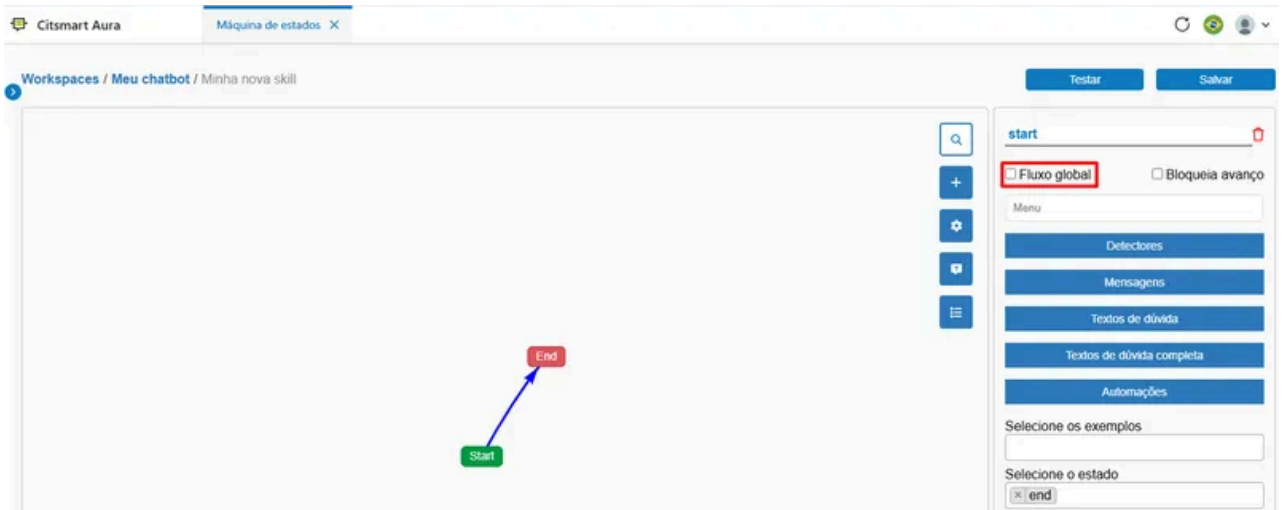 Citsmart Aura
Máquina de estados
Workspaces / Meu chatbot / Minha nova skill
Testar
Salvar
start
Fluxo global
Bloqueia avanço
Menu
Detectores
Mensagens
Textos de dúvida
Textos de dúvida completa
Automações
Selecione os exemplos
Selecione o estado
× end
End
Start